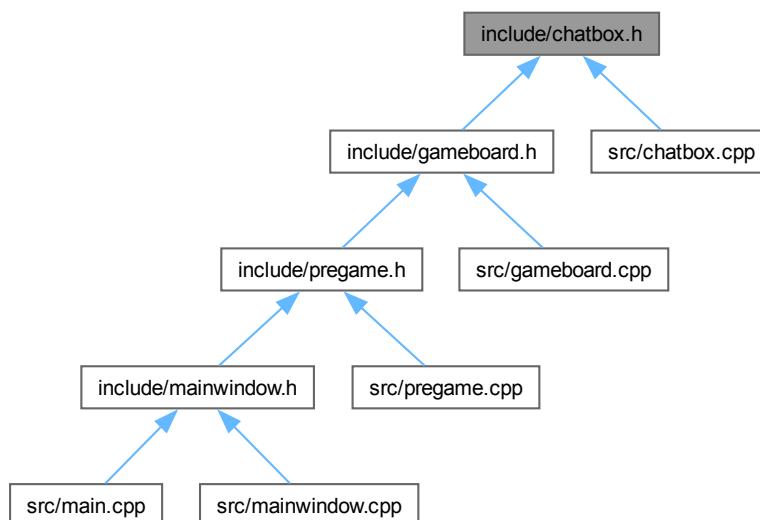 include/chatbox.h
include/gameboard.h
src/chatbox.cpp
include/pregame.h
src/gameboard.cpp
include/mainwindow.h
src/pregame.cpp
src/main.cpp
src/mainwindow.cpp